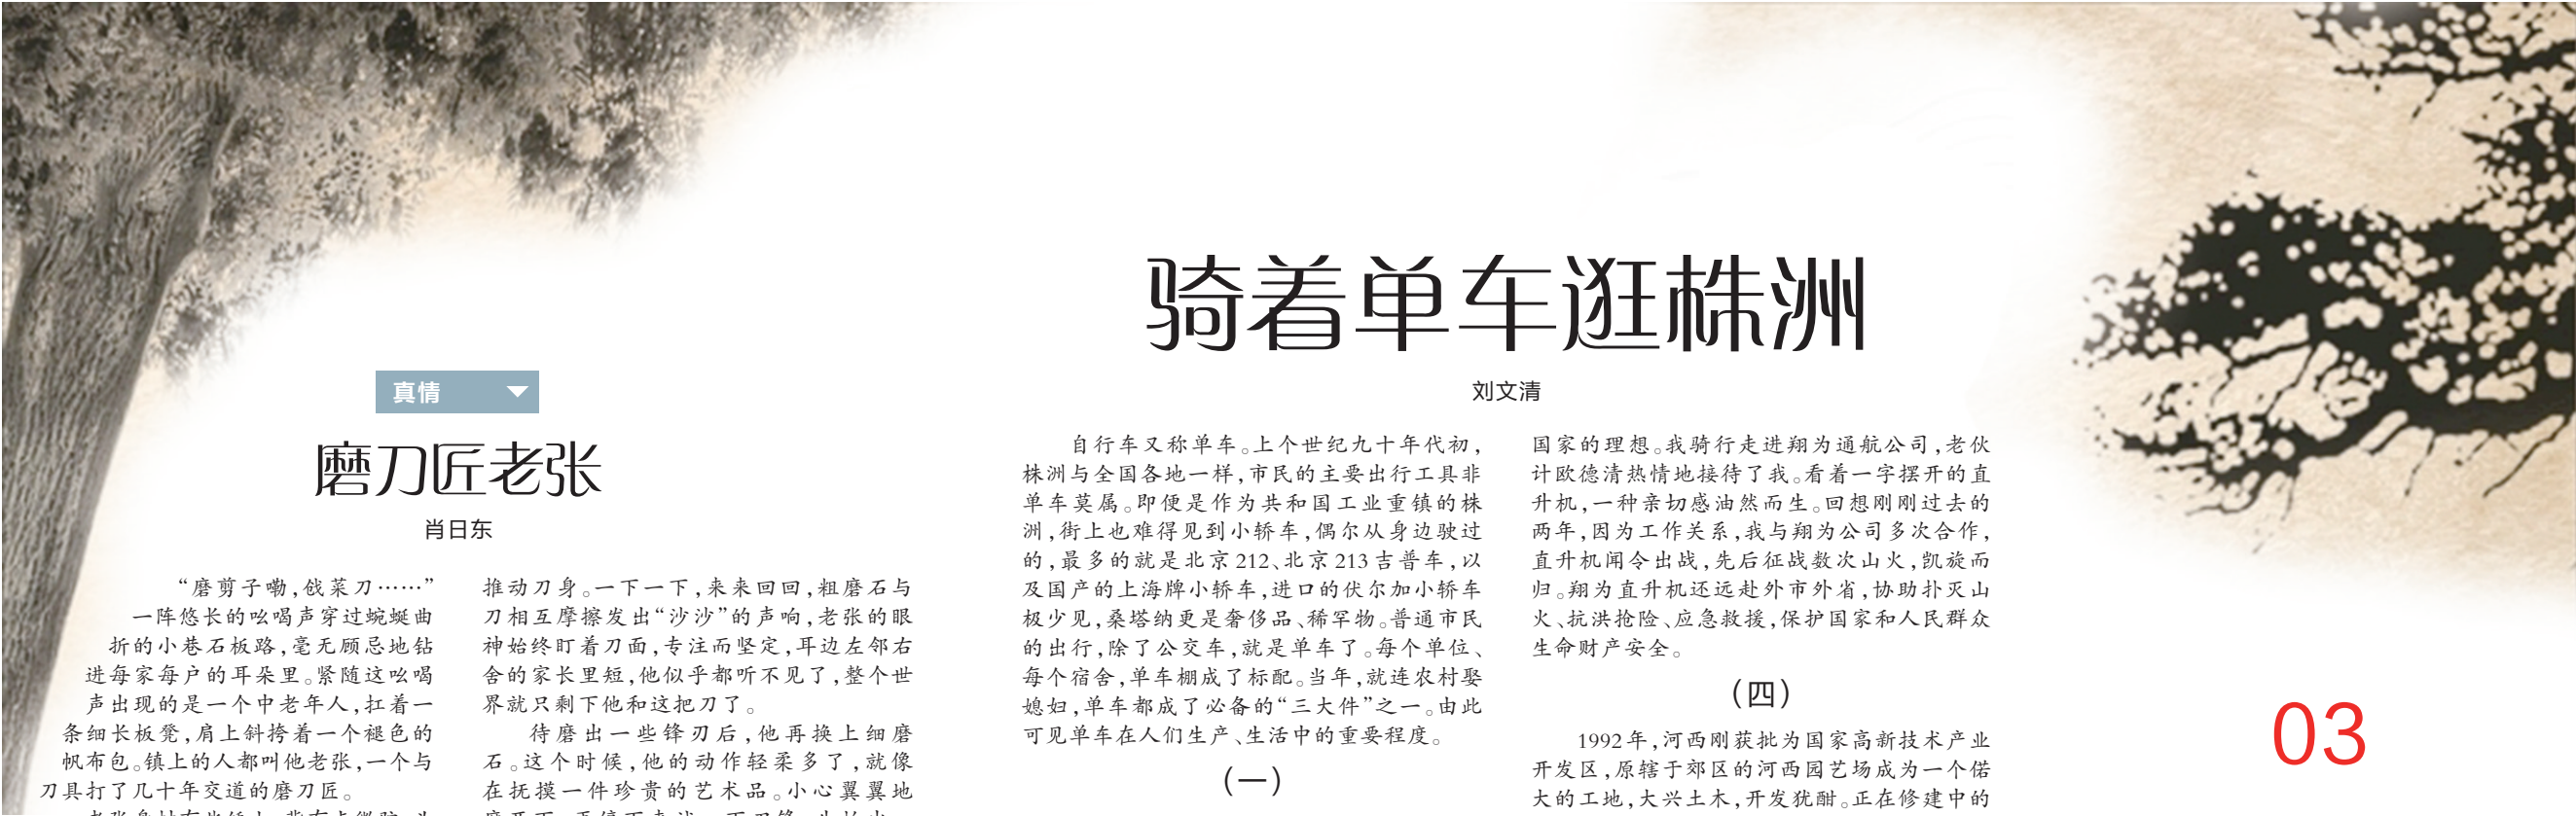 真情
磨刀匠老张
肖日东
“磨剪子嘞,戗菜刀……”
一阵悠长的吆喝声穿过蜿蜒曲
折的小巷石板路,毫无顾忌地钻
进每家每户的耳朵里。紧随这吆喝
声出现的是一个中老年人,扛着一
条细长板凳,肩上斜挎着一个褪色的
帆布包。镇上的人都叫他老张,一个与
刀具打了几十年交道的磨刀匠。
推动刀身。一下一下,来来回回,粗磨石与
刀相互摩擦发出“沙沙”的声响,老张的眼
神始终盯着刀面,专注而坚定,耳边左邻右
舍的家长里短,他似乎都听不见了,整个世
界就只剩下他和这把刀了。
待磨出一些锋刃后,他再换上细磨
石。这个时候,他的动作轻柔多了,就像
在抚摸一件珍贵的艺术品。小心翼翼地
骑着单车逛株洲
刘文清
自行车又称单车。上个世纪九十年代初,
株洲与全国各地一样,市民的主要出行工具非
单车莫属。即便是作为共和国工业重镇的株
洲,街上也难得见到小轿车,偶尔从身边驶过
的,最多的就是北京212、北京213吉普车,以
及国产的上海牌小轿车,进口的伏尔加小轿车
极少见,桑塔纳更是奢侈品、稀罕物。普通市民
的出行,除了公交车,就是单车了。每个单位、
每个宿舍,单车棚成了标配。当年,就连农村娶
媳妇,单车都成了必备的“三大件”之一。由此
可见单车在人们生产、生活中的重要程度。
(一)
国家的理想。我骑行走进翔为通航公司,老伙
计欧德清热情地接待了我。看着一字摆开的直
升机,一种亲切感油然而生。回想刚刚过去的
两年,因为工作关系,我与翔为公司多次合作,
直升机闻令出战,先后征战数次山火,凯旋而
归。翔为直升机还远赴外市外省,协助扑灭山
火、抗洪抢险、应急救援,保护国家和人民群众
生命财产安全。
(四)
1992年,河西刚获批为国家高新技术产业
开发区,原辖于郊区的河西园艺场成为一个偌
大的工地,大兴土木,开发犹酣。正在修建中的
03